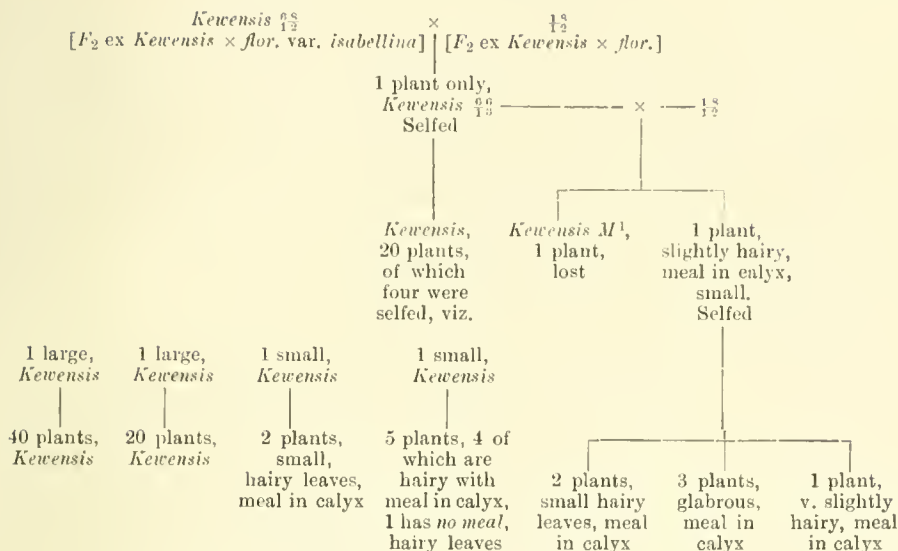 Kewensis 68/12 × 18/12
[F2 ex Kewensis × flor. var. isabellina] [F2 ex Kewensis × flor.]
1 plant only,
Kewensis × 18/12
Selfed
Kewensis,
20 plants,
of which
four were
selfed, viz.
Kewensis M1,
1 plant,
lost
1 plant,
slightly hairy,
meal in calyx,
small.
Selfed
1 large,
Kewensis
1 large,
Kewensis
1 small,
Kewensis
1 small,
Kewensis
40 plants,
Kewensis
20 plants,
Kewensis
2 plants,
small,
hairy leaves,
meal in calyx
5 plants, 4 of
which are
hairy with
meal in calyx,
1 has no meal,
hairy leaves
2 plants,
small hairy
leaves, meal
in calyx
3 plants,
glabrous,
meal in
calyx
1 plant,
v. slightly
hairy, meal
in calyx